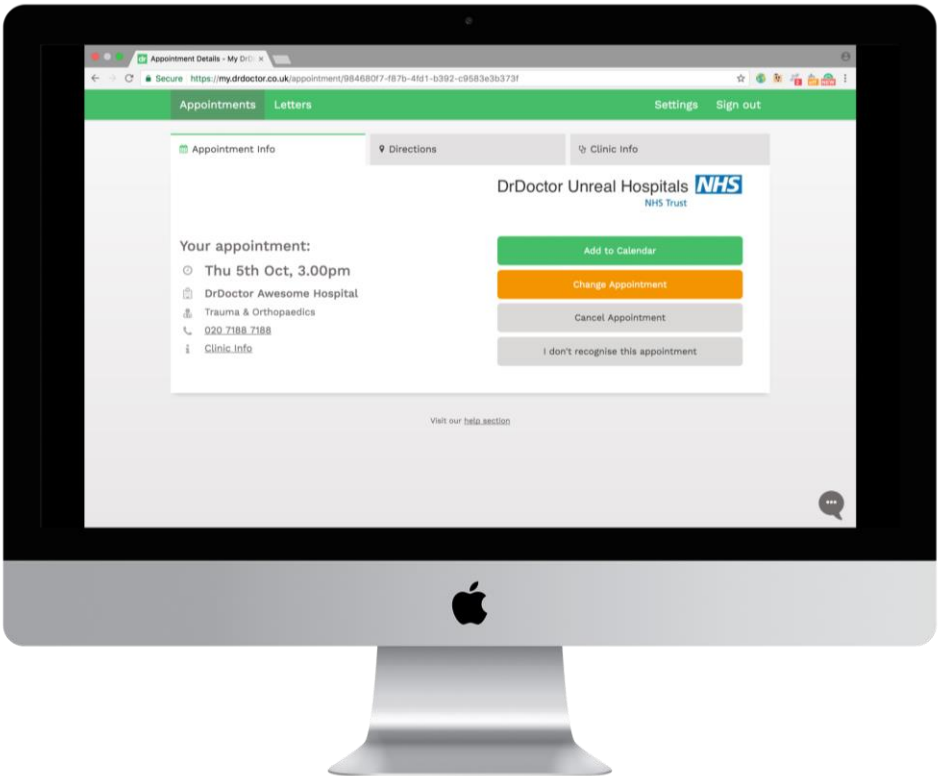 Appointment Details - My DrD
Secure https://my.drdoctor.co.uk/appointment/984680f7-f87b-4fd1-b392-c9583e3b373f
Appointments Letters Settings Sign out
Appointment Info Directions Clinic Info
DrDoctor Unreal Hospitals NHS
NHS Trust
Your appointment:
Thu 5th Oct, 3.00pm
DrDoctor Awesome Hospital
Trauma & Orthopaedics
020 7188 7188
Clinic Info
Add to Calendar
Change Appointment
Cancel Appointment
I don't recognise this appointment
Visit our help section